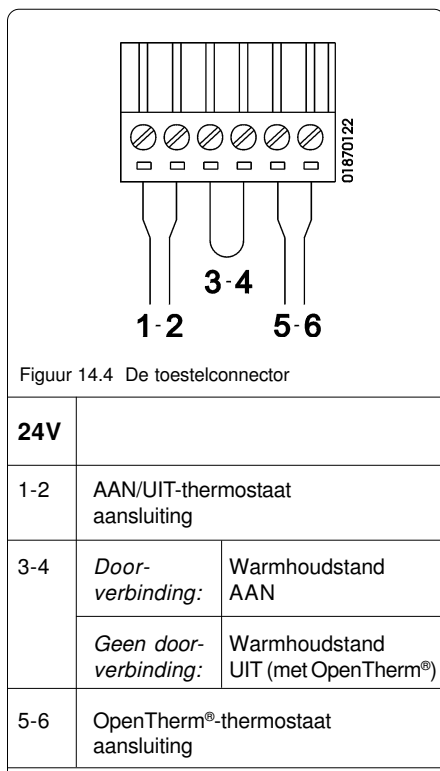 01870122
3-4
1-2 5-6
Figuur 14.4 De toestelconnector
24V
1-2 AAN/UIT-thermostaat
aansluiting
3-4 Door- Warmhoudstand
verbinding: AAN
Geen door- Warmhoudstand
verbinding: UIT (met OpenTherm®)
5-6 OpenTherm®-thermostaat
aansluiting